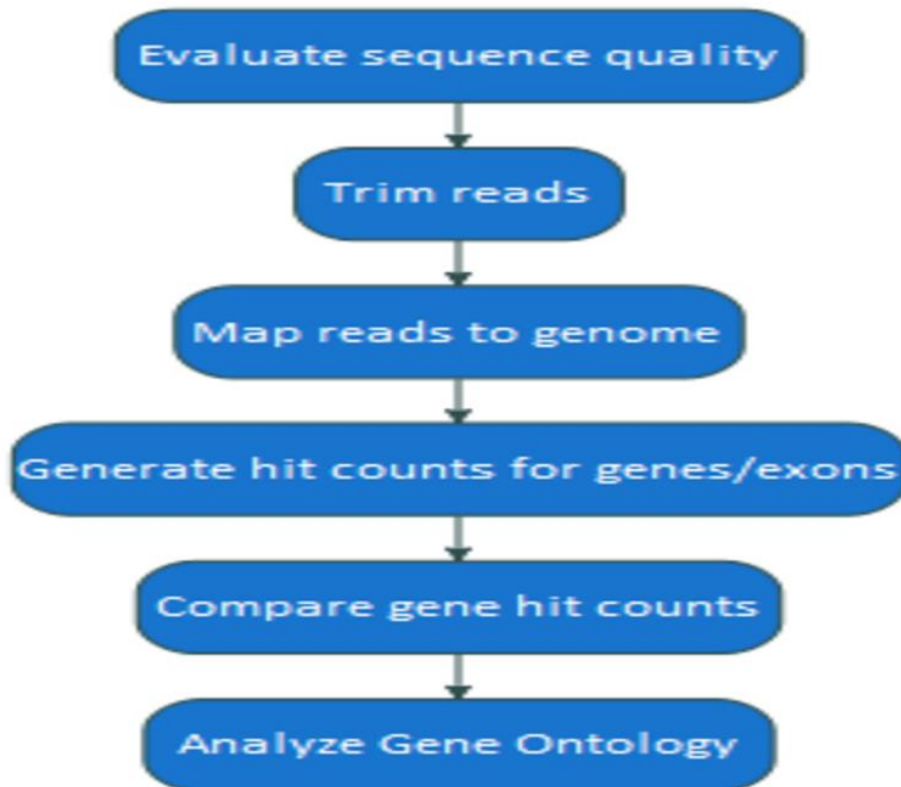 Evaluate sequence quality
Trim reads
Map reads to genome
Generate hit counts for genes/exons
Compare gene hit counts
Analyze Gene Ontology